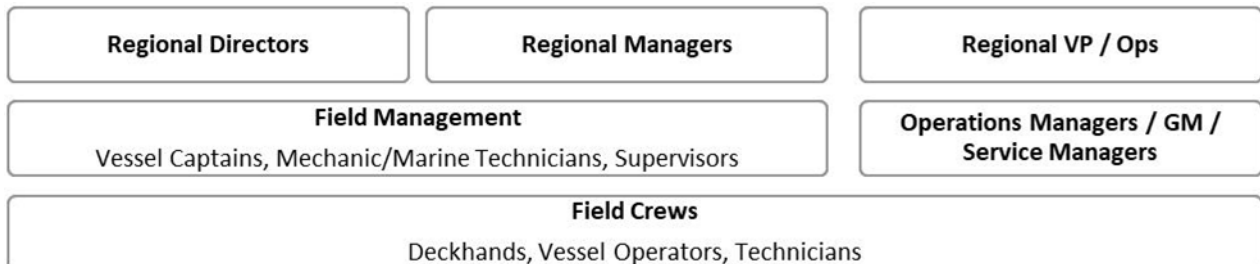 Regional Directors
Regional Managers
Regional VP / Ops
Field Management
Vessel Captains, Mechanic/Marine Technicians, Supervisors
Operations Managers / GM /
Service Managers
Field Crews
Deckhands, Vessel Operators, Technicians